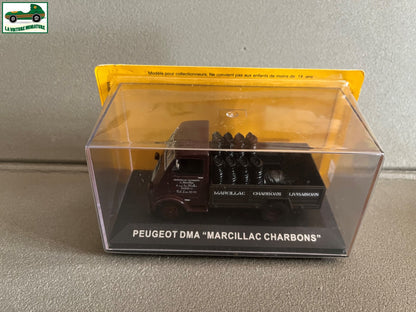 LA VOITURE MINIATURE
Modèle pour collectionneurs. Ne convient pas aux enfants de moins de 14 ans
MARCILLAC CHARBONS LIVRAISONS
PEUGEOT DMA "MARCILLAC CHARBONS"